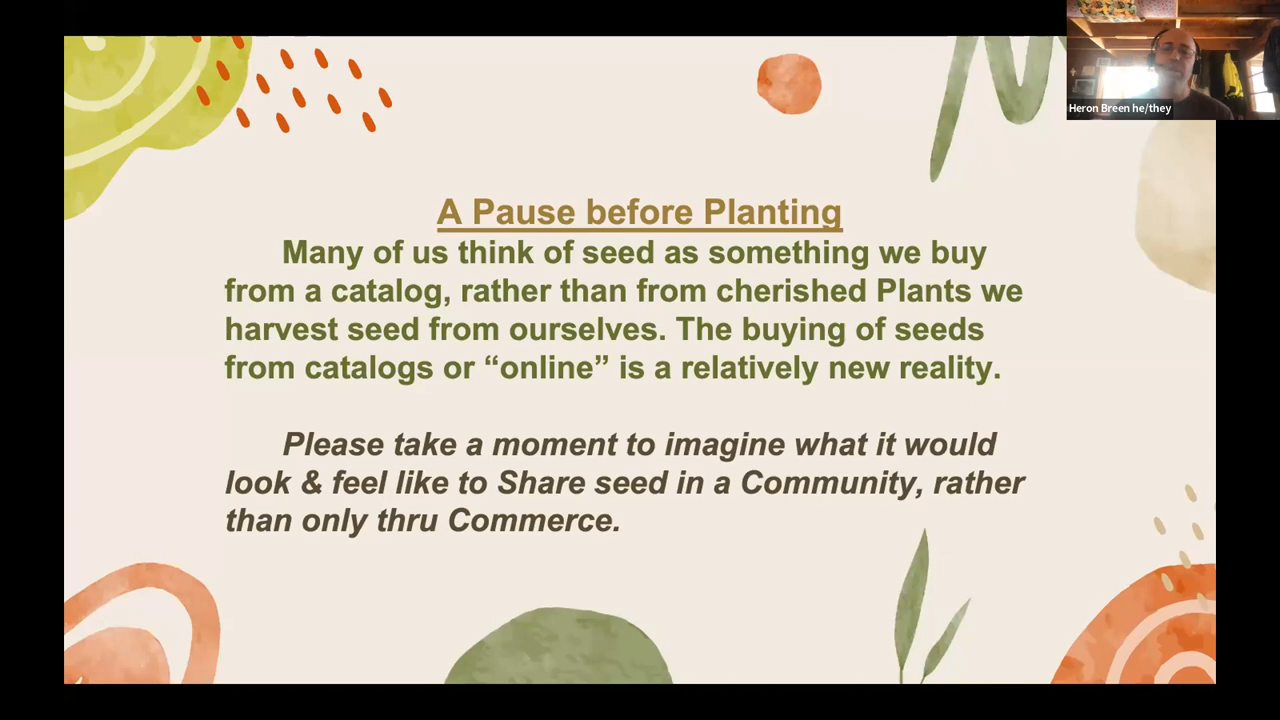 Heron Breen he/they
A Pause before Planting
Many of us think of seed as something we buy
from a catalog, rather than from cherished Plants we
harvest seed from ourselves. The buying of seeds
from catalogs or “online” is a relatively new reality.
Please take a moment to imagine what it would
look & feel like to Share seed in a Community, rather
than only thru Commerce.